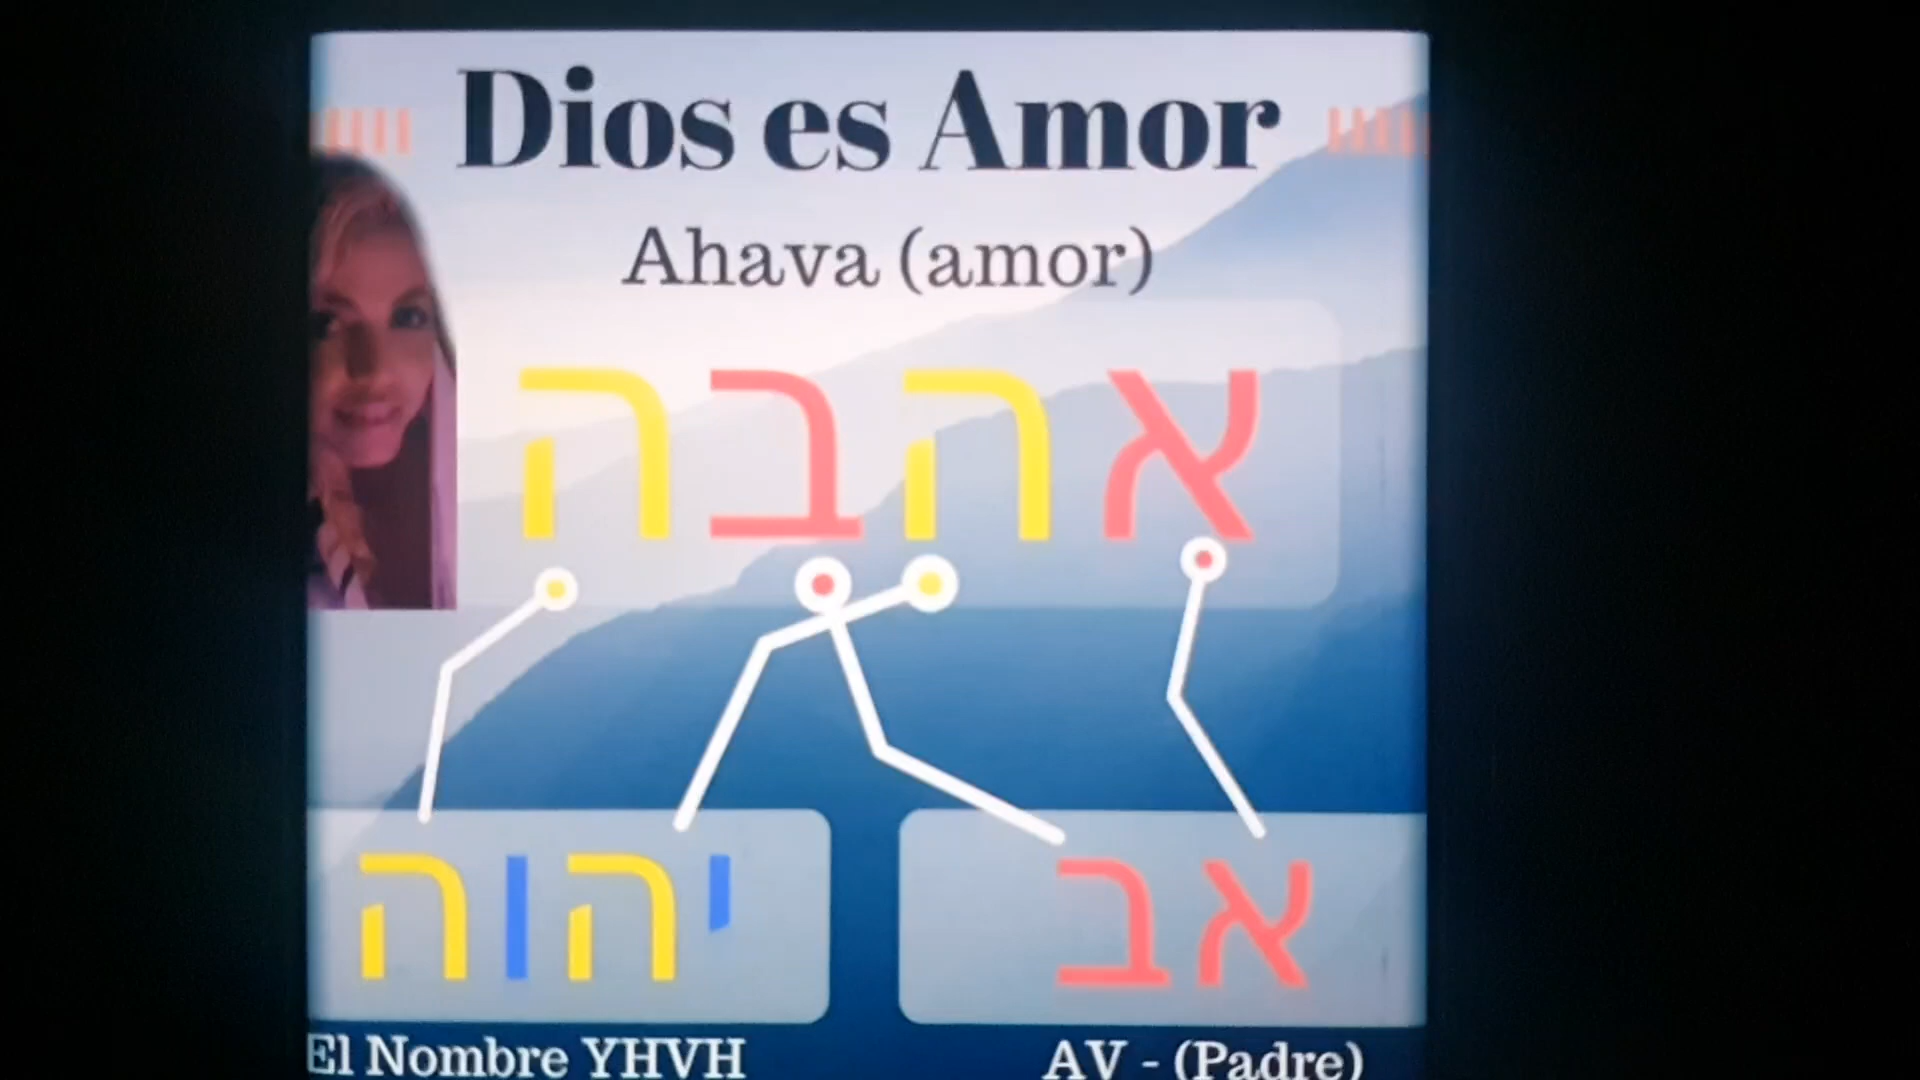 Dios es Amor
Ahava (amor)
אהבה
יהוה
אב
El Nombre YHVH
AV - (Padre)